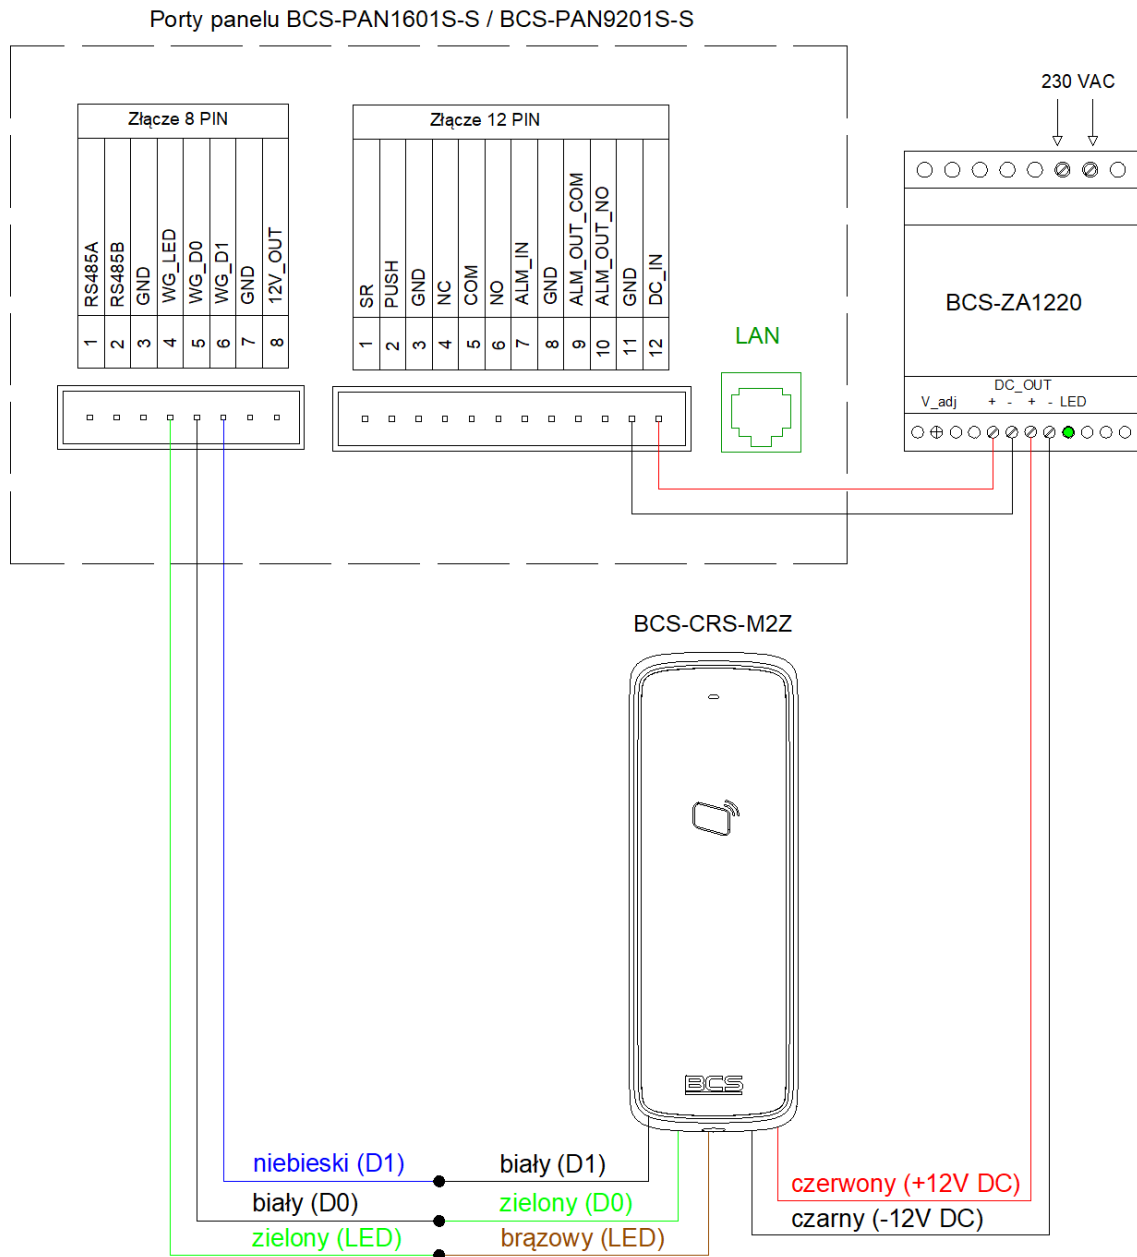 Porty panelu BCS-PAN1601S-S / BCS-PAN9201S-S
230 VAC
Złącze 8 PIN
RS485A
RS485B
GND
WG_LED
WG_D0
WG_D1
GND
12V_OUT
1 2 3 4 5 6 7 8
Złącze 12 PIN
SR
PUSH
GND
NC
COM
NO
ALM_IN
GND
ALM_OUT_COM
ALM_OUT_NO
GND
DC_IN
1 2 3 4 5 6 7 8 9 10 11 12
LAN
BCS-ZA1220
DC_OUT
V_adj + - + - LED
BCS-CRS-M2Z
BCS
niebieski (D1) biały (D1)
biały (D0) zielony (D0)
zielony (LED) brązowy (LED)
czerwony (+12V DC)
czarny (-12V DC)